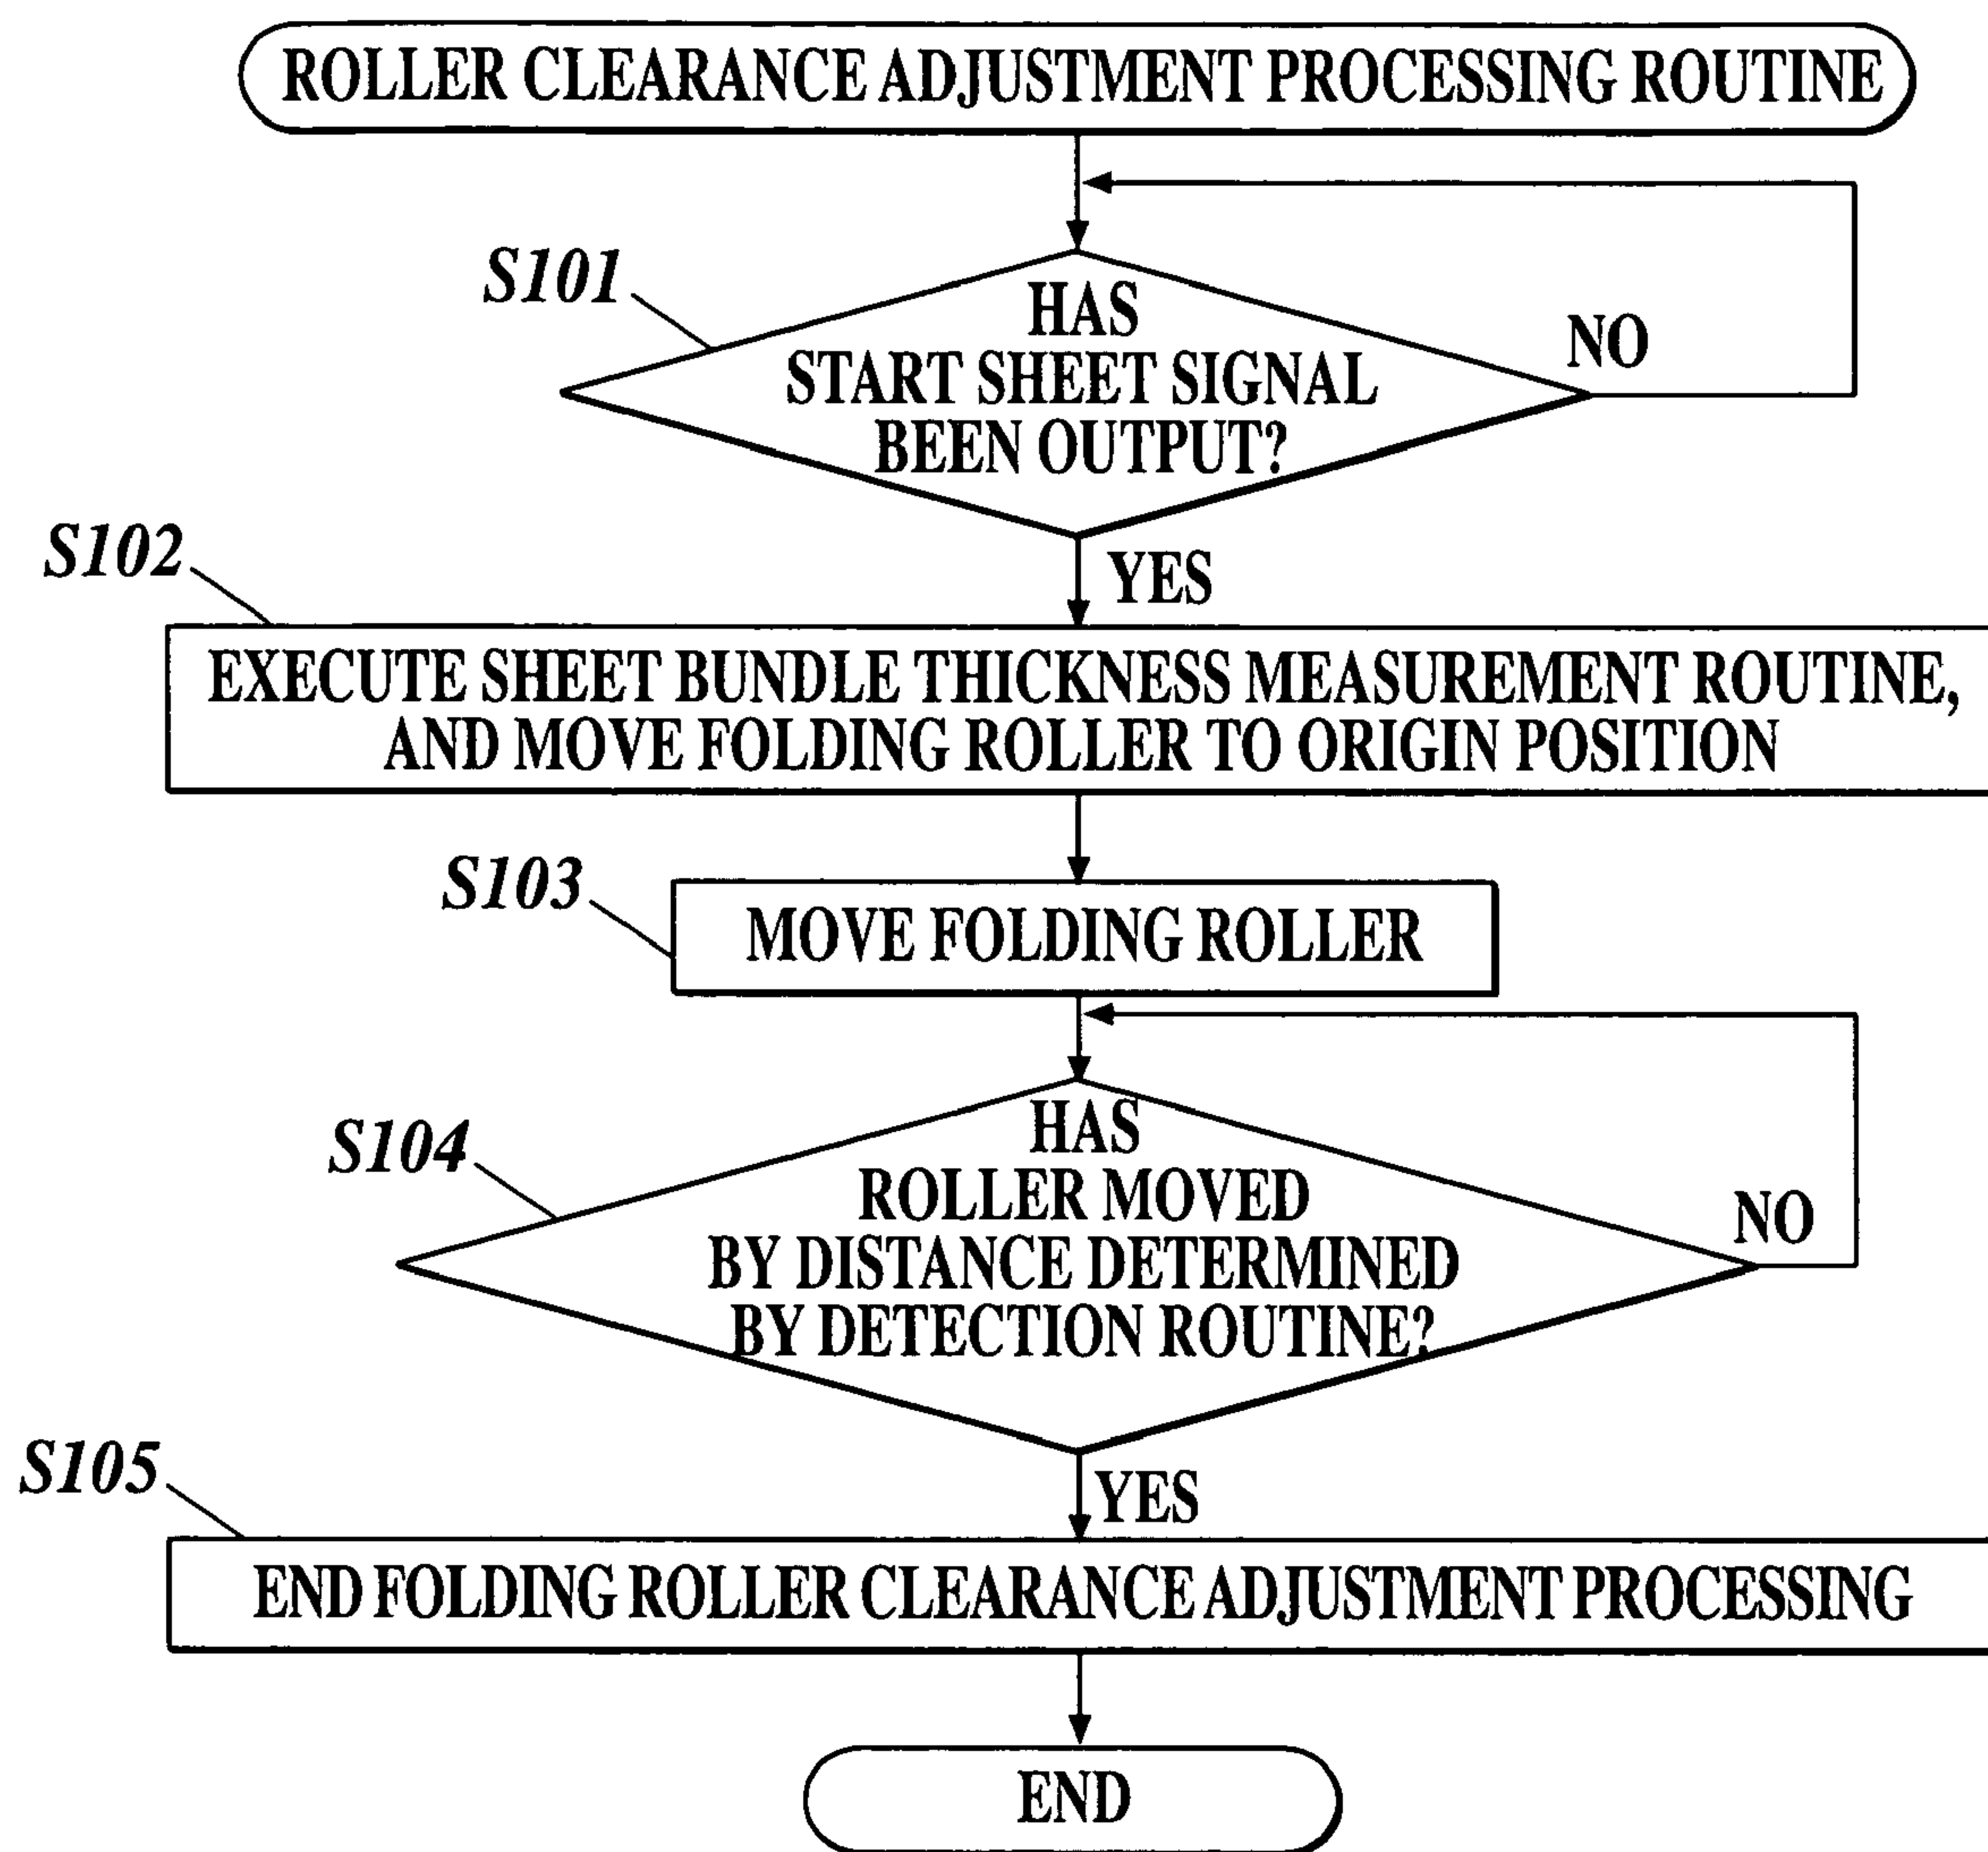 ROLLER CLEARANCE ADJUSTMENT PROCESSING ROUTINE
S101
HAS
START SHEET SIGNAL
BEEN OUTPUT?
NO
YES
S102
EXECUTE SHEET BUNDLE THICKNESS MEASUREMENT ROUTINE,
AND MOVE FOLDING ROLLER TO ORIGIN POSITION
S103
MOVE FOLDING ROLLER
S104
HAS
ROLLER MOVED
BY DISTANCE DETERMINED
BY DETECTION ROUTINE?
NO
YES
S105
END FOLDING ROLLER CLEARANCE ADJUSTMENT PROCESSING
END